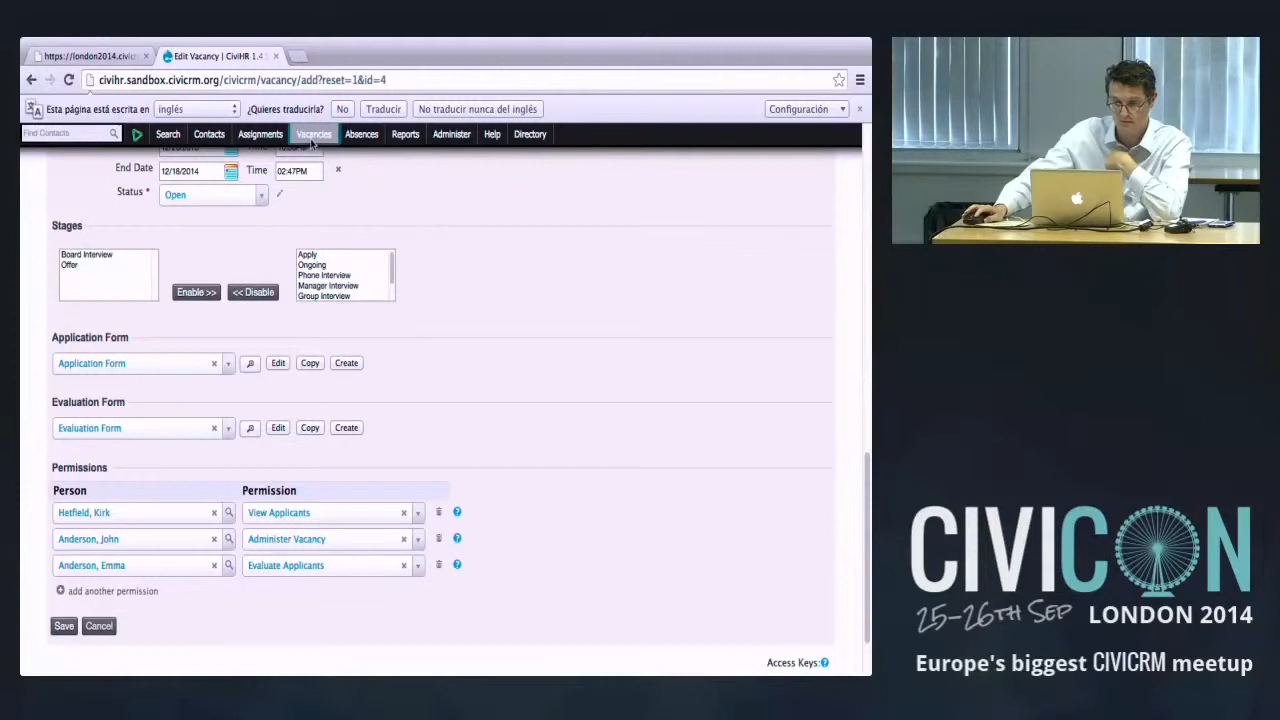 https://london2014.civic
Edit Vacancy | CiviHR 1.4
civihr.sandbox.civicrm.org/civicrm/vacancy/add?reset=1&id=4
Esta página está escrita en inglés ¿Quieres traducirla? No Traducir No traducir nunca del inglés Configuración
Find Contacts Search Contacts Assignments Vacancies Absences Reports Administer Help Directory
End Date 12/18/2014 Time 02:47PM
Status * Open
Stages
Board Interview
Offer
Enable >> << Disable
Apply
Ongoing
Phone Interview
Manager Interview
Group Interview
Application Form
Application Form Edit Copy Create
Evaluation Form
Evaluation Form Edit Copy Create
Permissions
Person Permission
Hetfield, Kirk View Applicants
Anderson, John Administer Vacancy
Anderson, Emma Evaluate Applicants
add another permission
Save Cancel
Access Keys:
CIVICON
25-26TH SEP LONDON 2014
Europe's biggest CIVICRM meetup